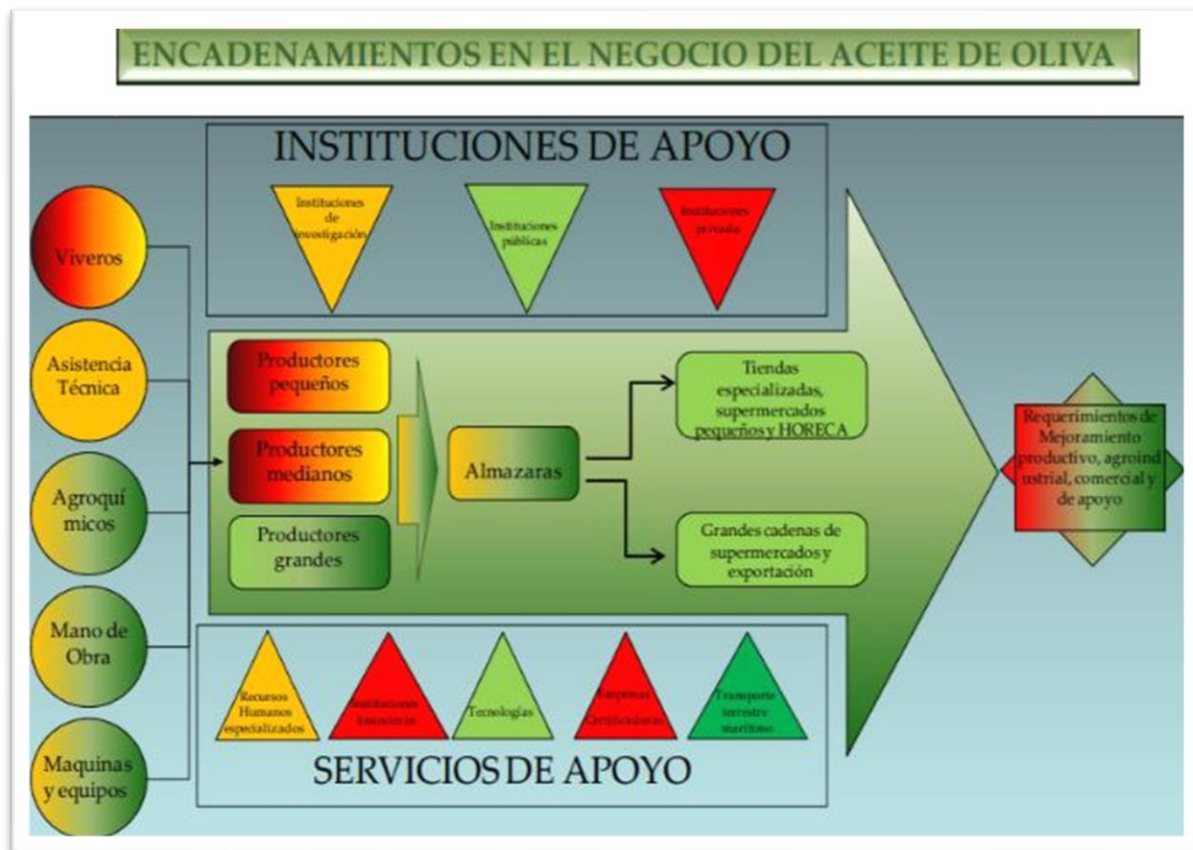 ENCADENAMIENTOS EN EL NEGOCIO DEL ACEITE DE OLIVA
INSTITUCIONES DE APOYO
Instituciones
de
investigación
Instituciones
públicas
Instituciones
privada
Viveros
Asistencia
Técnica
Agroquí
micos
Mano de
Obra
Maquinas
y equipos
Productores
pequeños
Productores
medianos
Productores
grandes
Almazaras
Tiendas
especializadas,
supermercados
pequeños y HORECA
Grandes cadenas de
supermercados y
exportación
Requerimientos de
Mejoramiento
productivo, agroind
ustrial, comercial y
de apoyo
Recursos
Humanos
especializados
Instituciones
financieras
Tecnologías
Empresas
Certificadoras
Transporte
terrestre
marítimo
SERVICIOS DE APOYO